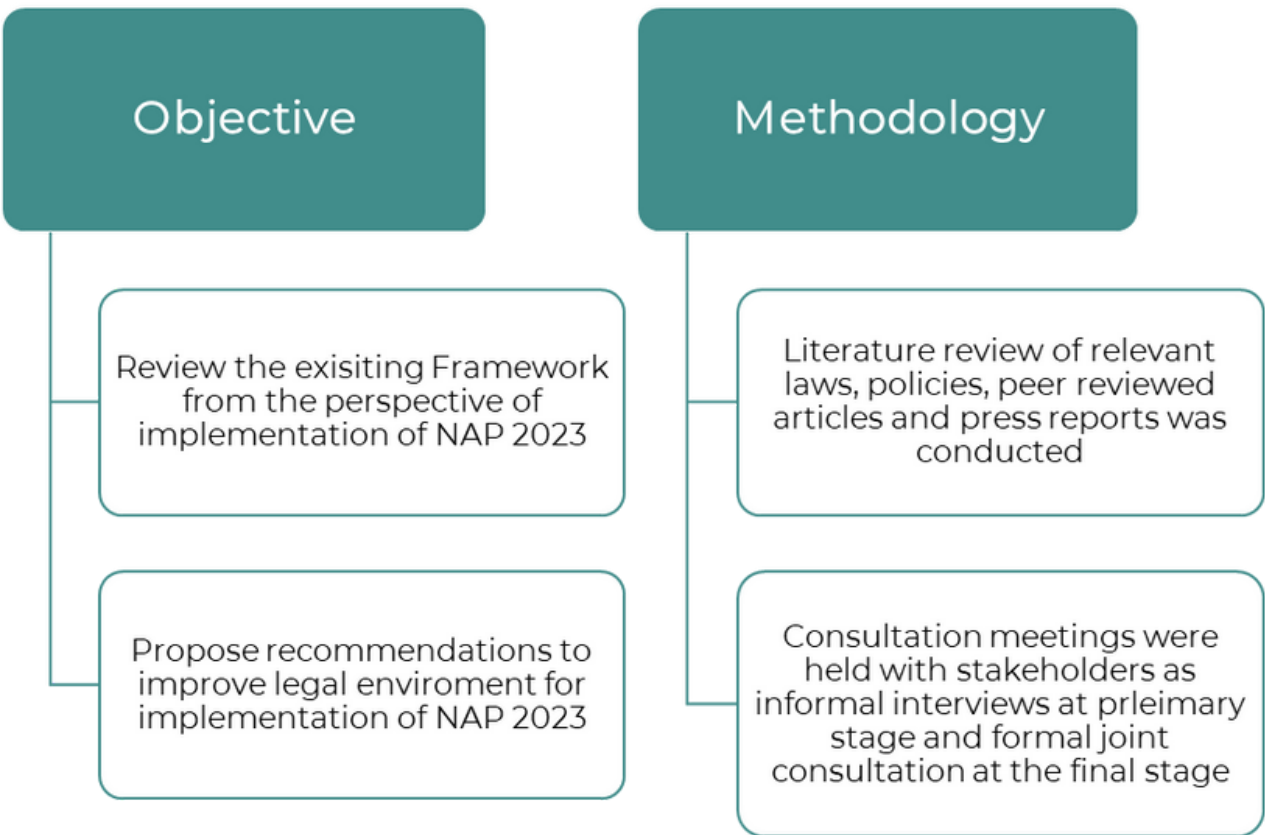 Objective
Review the exisiting Framework
from the perspective of
implementation of NAP 2023
Propose recommendations to
improve legal enviroment for
implementation of NAP 2023
Methodology
Literature review of relevant
laws, policies, peer reviewed
articles and press reports was
conducted
Consultation meetings were
held with stakeholders as
informal interviews at prleimary
stage and formal joint
consultation at the final stage